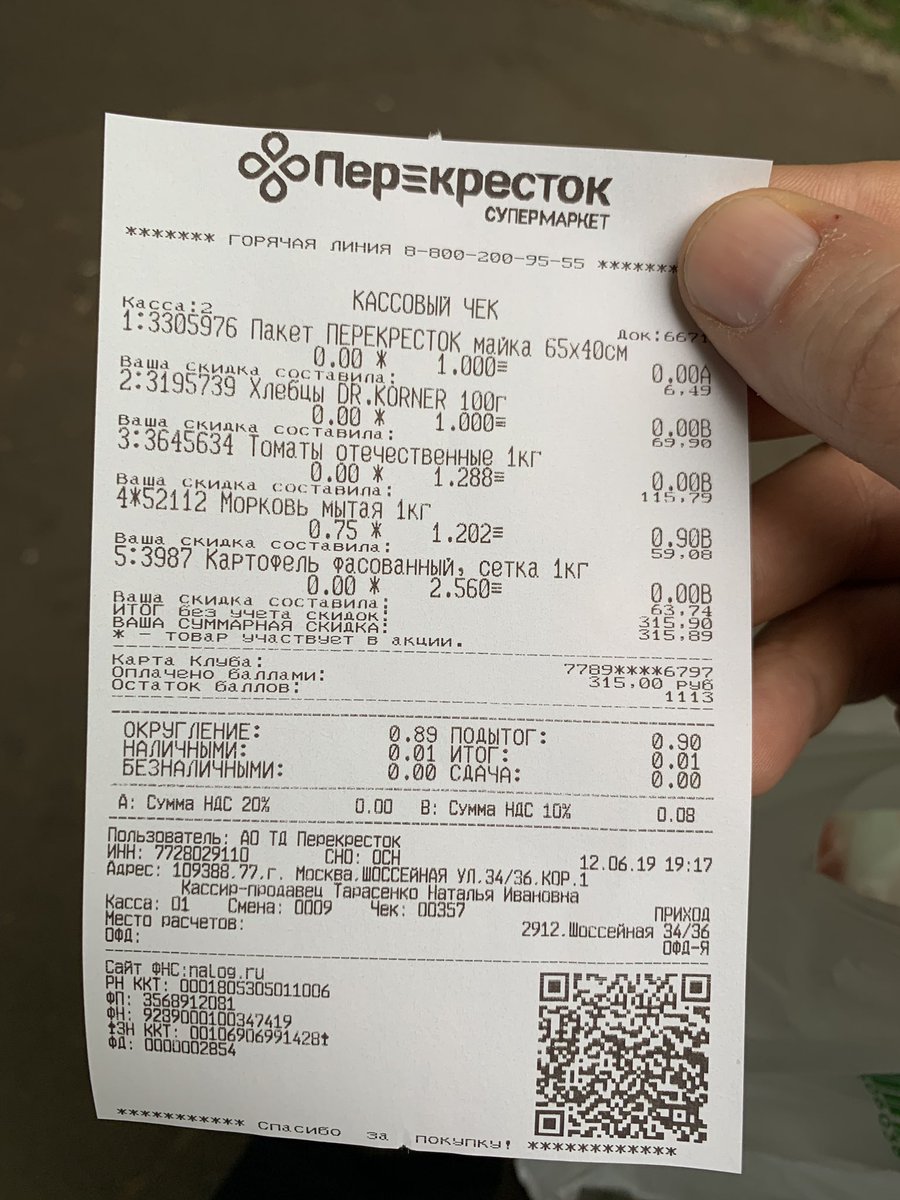 ПЕРЕКРЕСТОК
СУПЕРМАРКЕТ
******* ГОРЯЧАЯ ЛИНИЯ 8-800-200-95-55 *******
КАССОВЫЙ ЧЕК
Касса:2 Док:6671
1:3305976 Пакет ПЕРЕКРЕСТОК майка 65х40см
0.00 * 1.000= 0.00А
Ваша скидка составила: 6,49
2:3195739 Хлебцы DR.KORNER 100г
0.00 * 1.000= 0.00В
Ваша скидка составила: 69,90
3:3645634 Томаты отечественные 1кг
0.00 * 1.288= 0.00В
Ваша скидка составила: 115,79
4*52112 Морковь мытая 1кг
0.75 * 1.202= 0.90В
Ваша скидка составила: 59,08
5:3987 Картофель фасованный, сетка 1кг
0.00 * 2.560= 0.00В
Ваша скидка составила: 63,74
ИТОГ без учета скидок: 315,90
ВАША СУММАРНАЯ СКИДКА: 315,89
* - товар участвует в акции.
Карта Клуба: 7789****6797
Оплачено баллами: 315,00 руб
Остаток баллов: 1113
ОКРУГЛЕНИЕ: 0.89 ПОДЫТОГ: 0.90
НАЛИЧНЫМИ: 0.01 ИТОГ: 0.01
БЕЗНАЛИЧНЫМИ: 0.00 СДАЧА: 0.00
А: Сумма НДС 20% 0.00 В: Сумма НДС 10% 0.08
Пользователь: АО ТД Перекресток
ИНН: 7728029110 СНО: ОСН 12.06.19 19:17
Адрес: 109388.77,г. Москва.ШОССЕЙНАЯ УЛ.34/36.КОР.1
Кассир-продавец Тарасенко Наталья Ивановна
Касса: 01 Смена: 0009 Чек: 00357 ПРИХОД
Место расчетов: 2912.Шоссейная 34/36
ОФД: ОФД-Я
Сайт ФНС:nalog.ru
РН ККТ: 0001805305011006
ФП: 3568912081
ФН: 9289000100347419
ЗН ККТ: 00106906991428
ФД: 0000002854
*********** Спасибо за покупку! ************